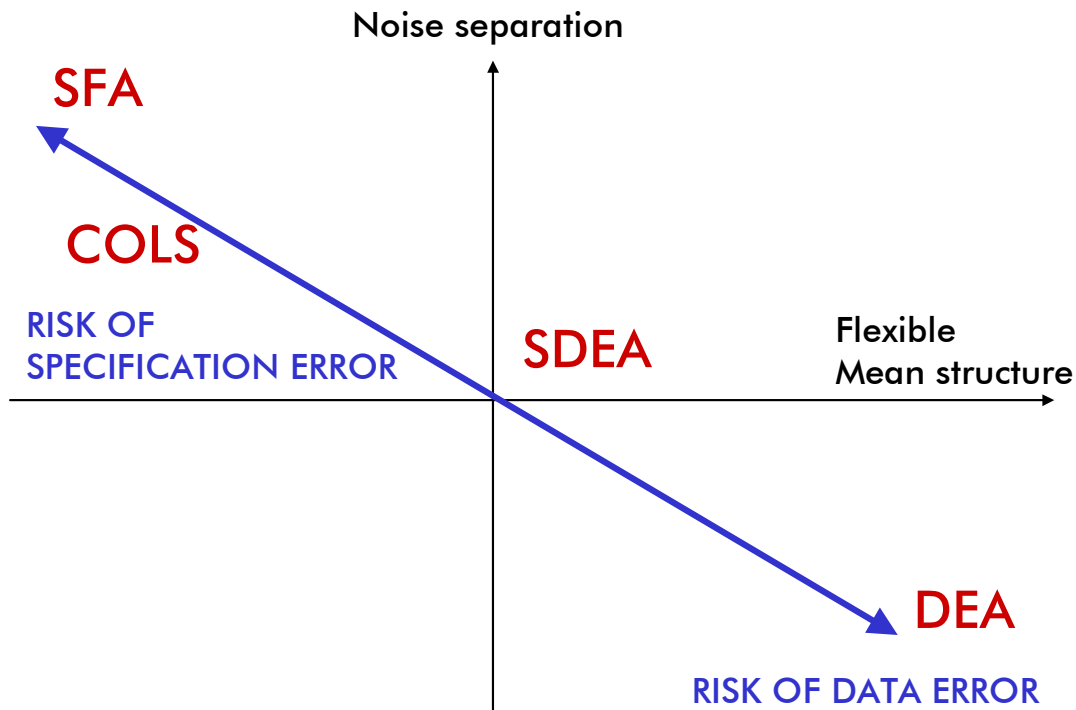 Noise separation
SFA
COLS
RISK OF
SPECIFICATION ERROR
SDEA
Flexible
Mean structure
DEA
RISK OF DATA ERROR